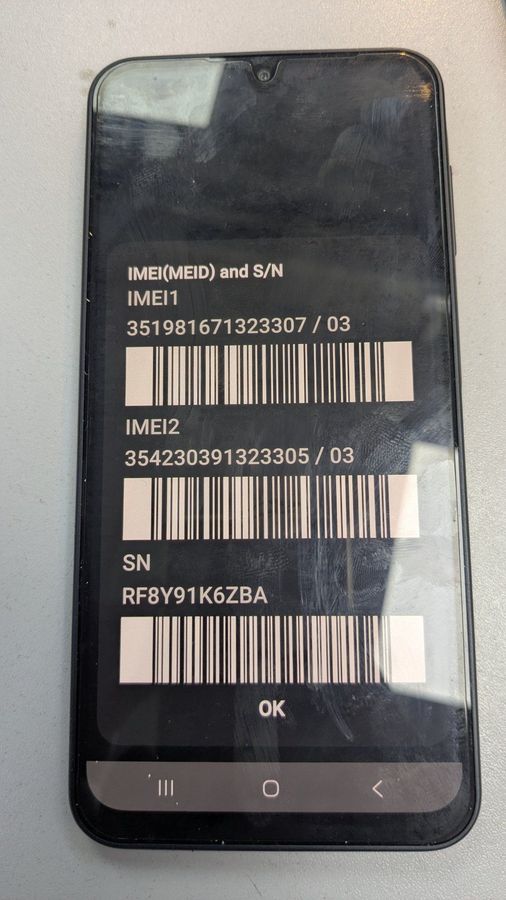 IMEI(MEID) and S/N
IMEI1
351981671323307 / 03
IMEI2
354230391323305 / 03
SN
RF8Y91K6ZBA
OK